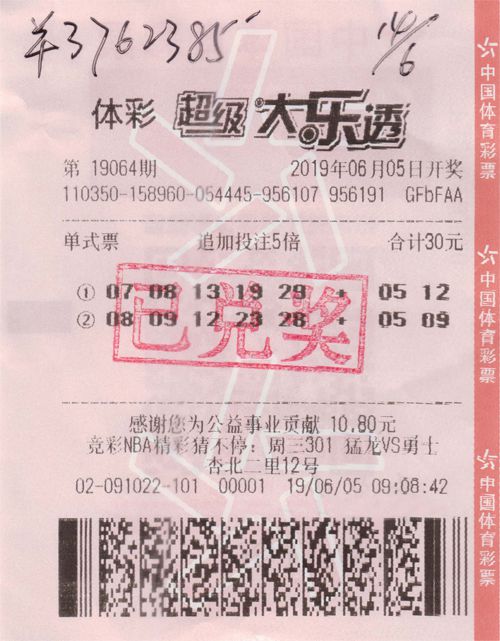 羊3762385
14/6
体彩 超级大乐透
第 19064期 2019年06月05日开奖
110350-158960-054445-956107 956191 GFbFAA
单式票 追加投注5倍 合计30元
① 07 08 13 19 29 + 05 12
② 08 09 12 23 28 + 05 09
已兑奖
感谢您为公益事业贡献 10.80元
竞彩NBA精彩猜不停：周三301 猛龙VS勇士
杏北二里12号
02-091022-101 00001 19/06/05 09:08:42
中国体育彩票
中国体育彩票
中国体育彩票